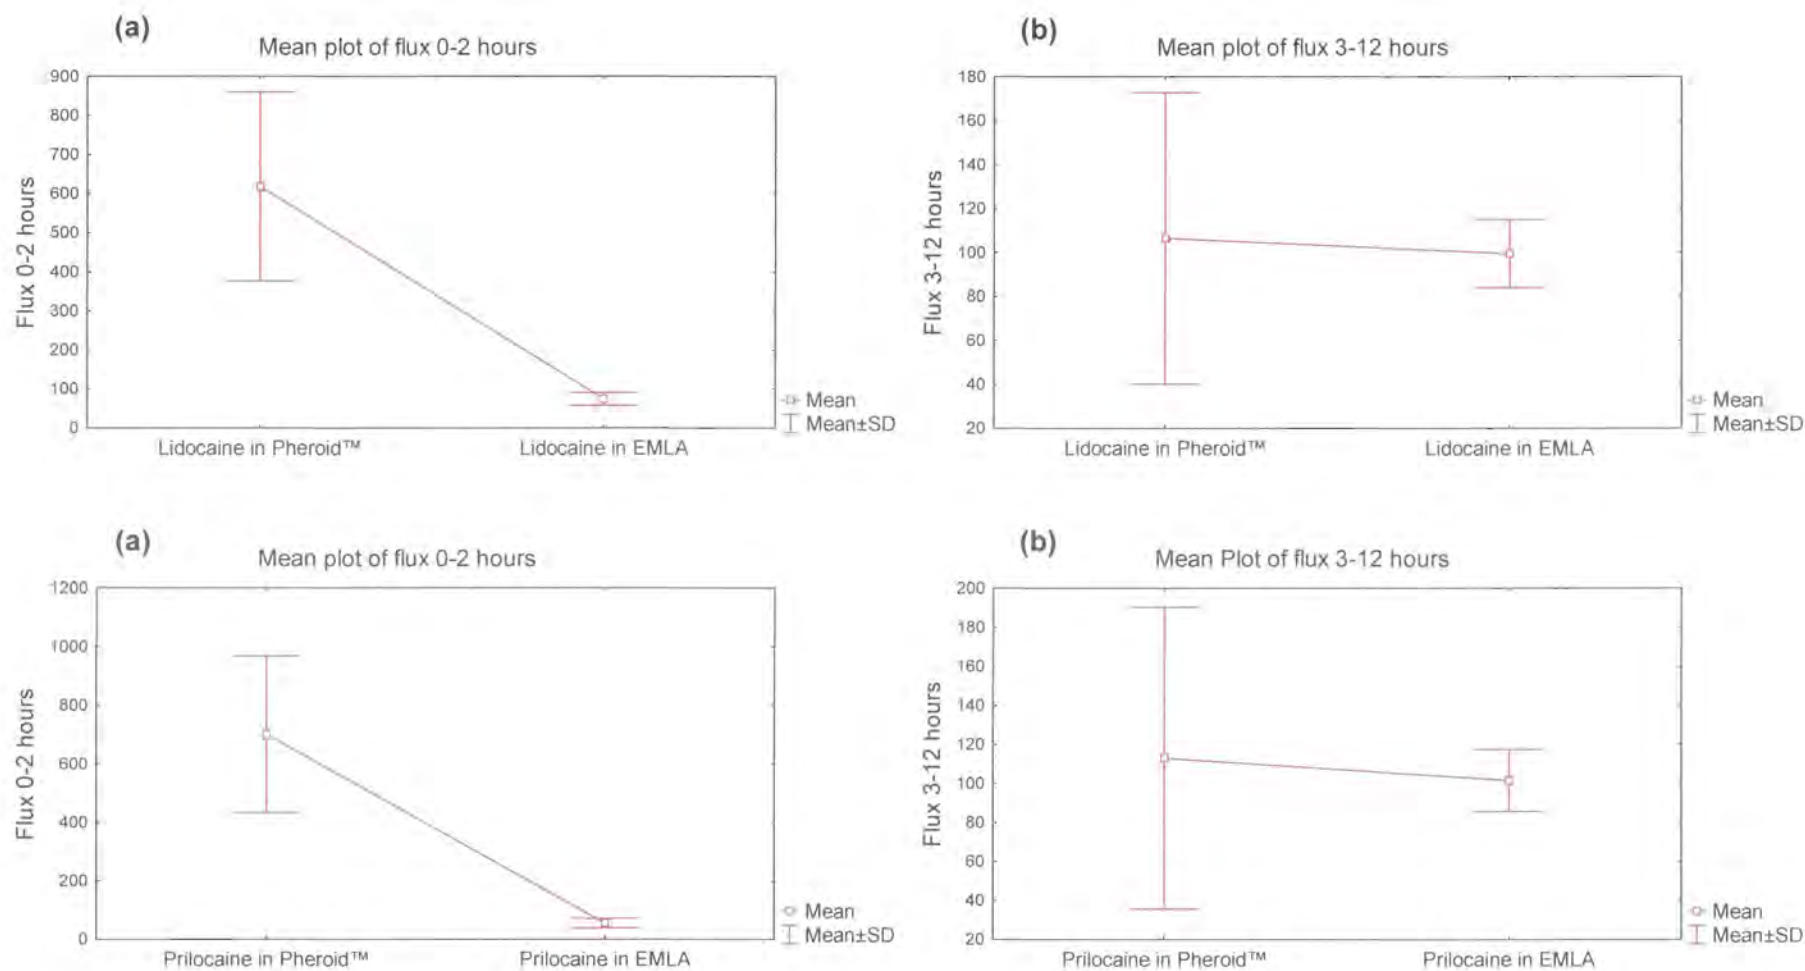 (a)
Mean plot of flux 0-2 hours
900
800
700
600
500
400
300
200
100
0
Flux 0-2 hours
Lidocaine in Pheroid™
Lidocaine in EMLA
Mean
Mean±SD
(b)
Mean plot of flux 3-12 hours
180
160
140
120
100
80
60
40
20
Flux 3-12 hours
Lidocaine in Pheroid™
Lidocaine in EMLA
Mean
Mean±SD
(a)
Mean plot of flux 0-2 hours
1200
1000
800
600
400
200
0
Flux 0-2 hours
Prilocaine in Pheroid™
Prilocaine in EMLA
Mean
Mean±SD
(b)
Mean Plot of flux 3-12 hours
200
180
160
140
120
100
80
60
40
20
Flux 3-12 hours
Prilocaine in Pheroid™
Prilocaine in EMLA
Mean
Mean±SD